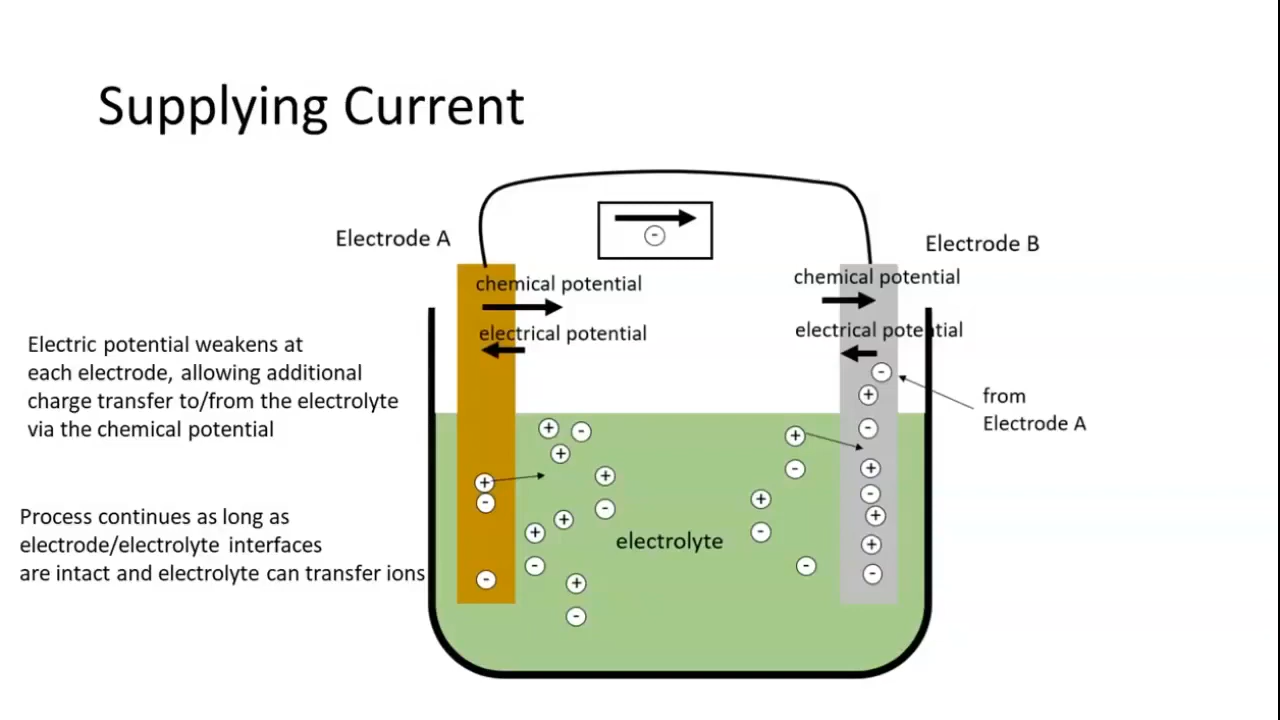 Supplying Current
Electrode A
Electrode B
chemical potential
electrical potential
chemical potential
electrical potential
Electric potential weakens at
each electrode, allowing additional
charge transfer to/from the electrolyte
via the chemical potential
from
Electrode A
Process continues as long as
electrode/electrolyte interfaces
are intact and electrolyte can transfer ions
electrolyte